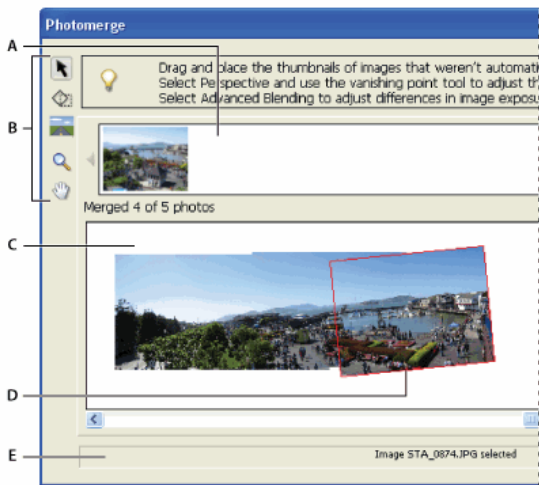 Photomerge
A
Drag and place the thumbnails of images that weren't automati
Select Perspective and use the vanishing point tool to adjust th
Select Advanced Blending to adjust differences in image exposu
B
Merged 4 of 5 photos
C
D
E
Image STA_0874.JPG selected